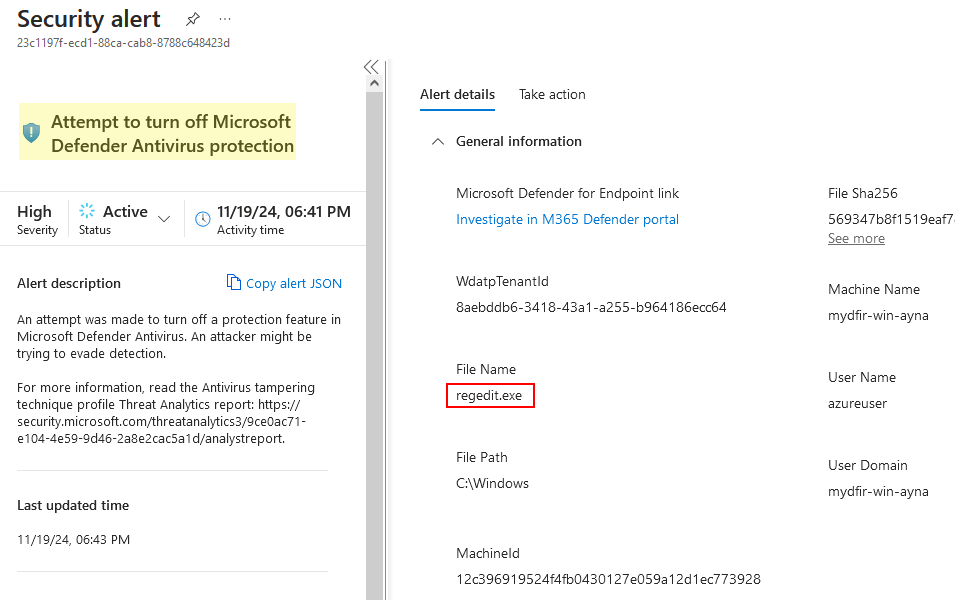 Security alert
23c1197f-ecd1-88ca-cab8-8788c648423d
Attempt to turn off Microsoft
Defender Antivirus protection
High
Severity
Active
Status
11/19/24, 06:41 PM
Activity time
Alert description
Copy alert JSON
An attempt was made to turn off a protection feature in
Microsoft Defender Antivirus. An attacker might be
trying to evade detection.
For more information, read the Antivirus tampering
technique profile Threat Analytics report: https://
security.microsoft.com/threatanalytics3/9ce0ac71-
e104-4e59-9d46-2a8e2cac5a1d/analystreport.
Last updated time
11/19/24, 06:43 PM
Alert details
Take action
General information
Microsoft Defender for Endpoint link
Investigate in M365 Defender portal
WdatpTenantId
8aebddb6-3418-43a1-a255-b964186ecc64
File Name
regedit.exe
File Path
C:\Windows
MachineId
12c396919524f4fb0430127e059a12d1ec773928
File Sha256
569347b8f1519eaf7
See more
Machine Name
mydfir-win-ayna
User Name
azureuser
User Domain
mydfir-win-ayna